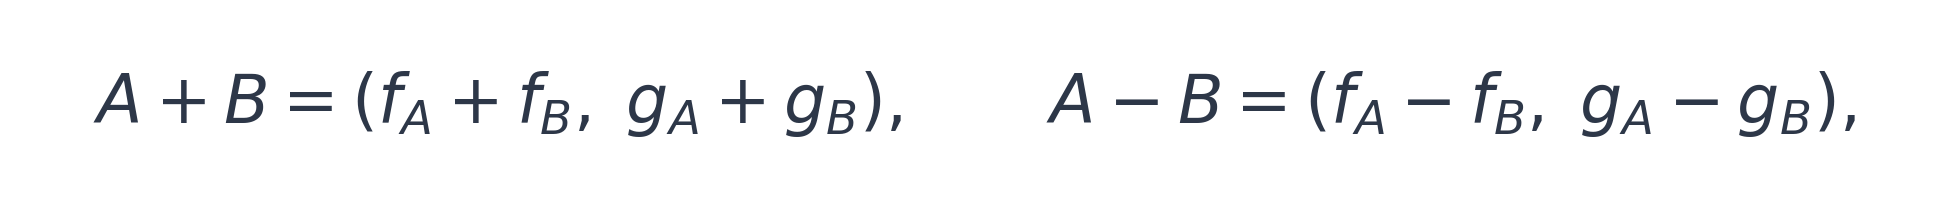 A + B = (f_A + f_B, g_A + g_B), A − B = (f_A − f_B, g_A − g_B),